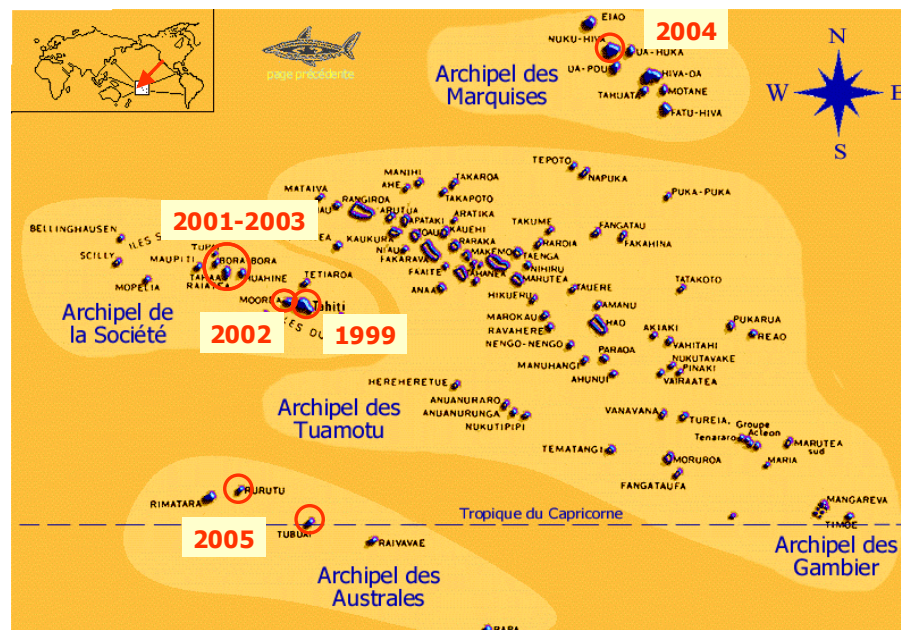 EIAO
2004
NUKU-HIVA
UA-HUKA
page précédente
Archipel des
Marquises
UA-POU
HIVA-OA
TAHUATA
MOTANE
FATU-HIVA
N
W
E
S
TEPOTO
NAPUKA
MANIHI
TAKAROA
AHE
MATAIVA
TAKAPOTO
PUKA-PUKA
RANGIROA
2001-2003
ARUTUA
APATAKI
ARATIKA
TAKUME
FANGATAU
BELLINGHAUSEN
ILES S
KAUKURA
TOAU
KAUEHI
RARAKA
RAROIA
FAKAHINA
SCILLY
MAUPITI
BORA BORA
NIAU
FAKARAVA
MAKEMO
TAENGA
TAHAA
HUAHINE
FAAITE
TAHANEA
NIHIRU
MOPELIA
RAIATEA
TETIAROA
ANAA
MARUTEA
TAUERE
TAKOTO
HIKUERU
MOOREA
Tahiti
AMANU
Archipel de
la Société
2002
1999
MAROKAU
HAO
PUKARUA
RAVAHERE
AKIAKI
REAO
NENGO-NENGO
VAHITAHI
PARAOA
NUKUTAVAKE
MANUHANGI
PINAKI
AHUNUI
VAIRAATEA
HEREHERETUE
Archipel des
Tuamotu
ANUANURARO
ANUANURUNGA
NUKUTIPIPI
VANAVANA
TUREIA
Groupe
Acteon
Tenararo
MARUTEA
sud
TEMATANGI
MORUROA
MARIA
FANGATAUFA
RURUTU
RIMATARA
MANGAREVA
Tropique du Capricorne
TIMOE
2005
TUBUAI
RAIVAVAE
Archipel des
Gambier
Archipel des
Australes